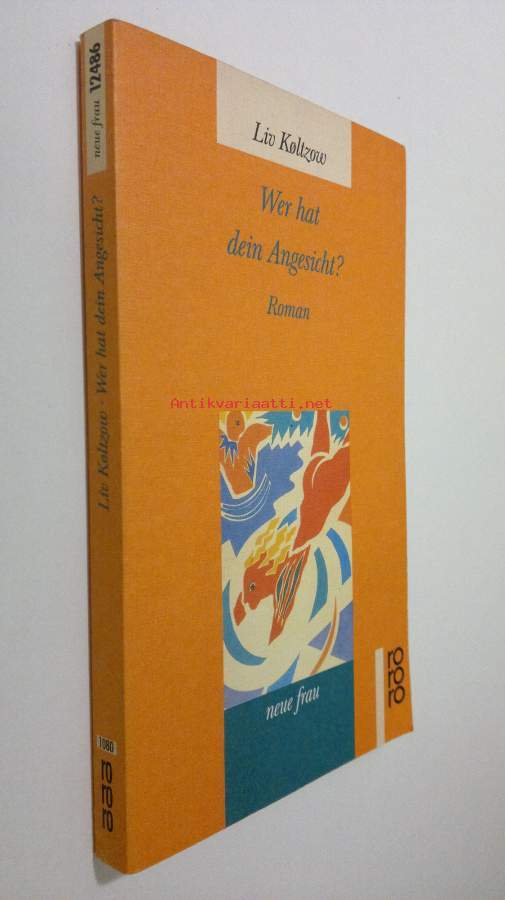 Liv Køltzow
Wer hat
dein Angesicht?
Roman
Antikvariaatti.net
neue frau
rororo
Liv Køltzow · Wer hat dein Angesicht?
neue frau 12486
1080
rororo